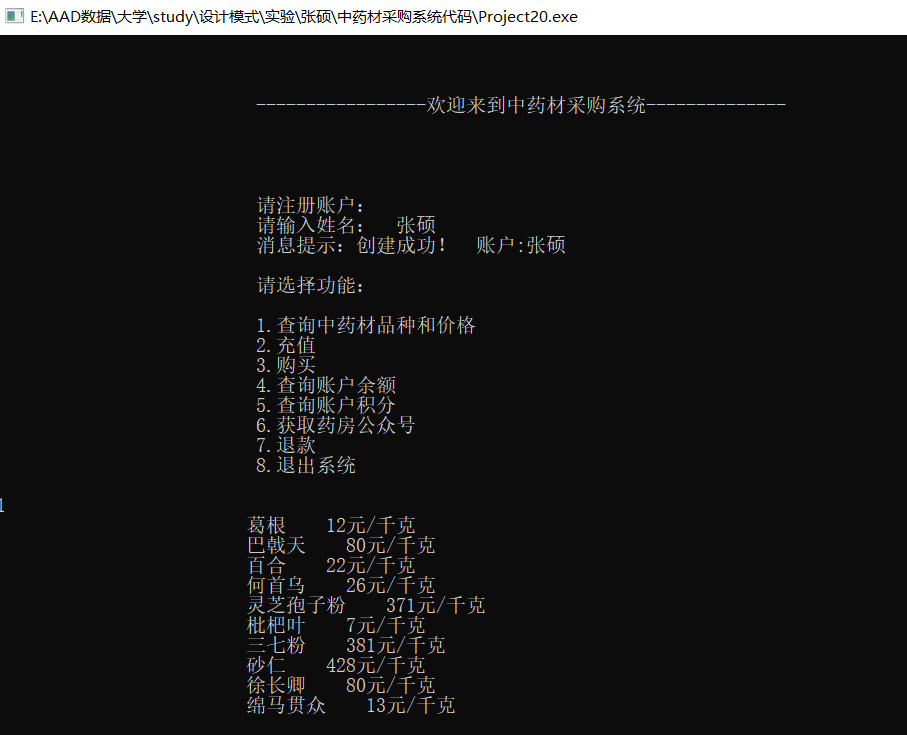 E:\AAD数据\大学\study\设计模式\实验\张硕\中药材采购系统代码\Project20.exe
-----------------欢迎来到中药材采购系统--------------
请注册账户：
请输入姓名：  张硕
消息提示：创建成功！  账户:张硕
请选择功能：
1.查询中药材品种和价格
2.充值
3.购买
4.查询账户余额
5.查询账户积分
6.获取药房公众号
7.退款
8.退出系统
1
葛根    12元/千克
巴戟天    80元/千克
百合    22元/千克
何首乌    26元/千克
灵芝孢子粉    371元/千克
枇杷叶    7元/千克
三七粉    381元/千克
砂仁    428元/千克
徐长卿    80元/千克
绵马贯众    13元/千克